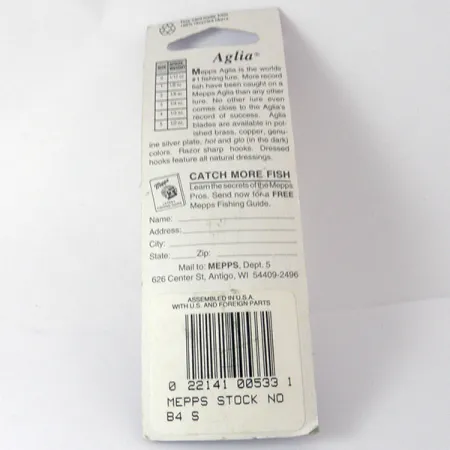 Aglia®
Mepps Aglia is the worlds
#1 fishing lure. More record
fish have been caught on a
Mepps Aglia than any other
lure. No other lure even
comes close to the Aglia's
record of success. Aglia
blades are available in pol-
ished brass, copper, genu-
ine silver plate, hot and glo (in the dark)
colors. Razor sharp hooks. Dressed
hooks feature all natural dressings.
Mepps
CATCH MORE FISH
Learn the secrets of the Mepps
Pros. Send now for a FREE
Mepps Fishing Guide.
Name:
Address:
City:
State: Zip:
Mail to: MEPPS, Dept. 5
626 Center St, Antigo, WI 54409-2496
ASSEMBLED IN U.S.A.
WITH U.S. AND FOREIGN PARTS
0 22141 00533 1
MEPPS STOCK NO
B4 S